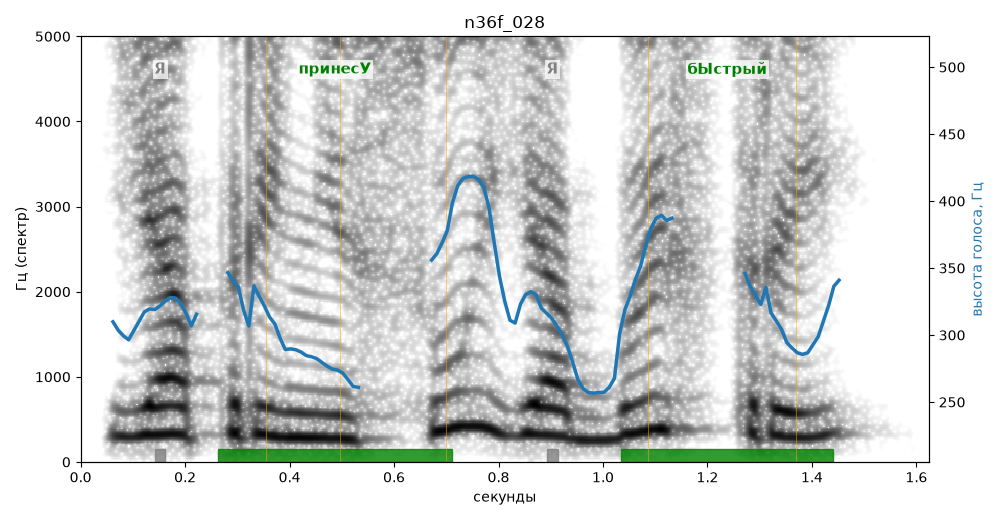 n36f_028
5000
4000
3000
2000
1000
0
Гц (спектр)
Я
принесУ
Я
бЫстрый
500
450
400
350
300
250
высота голоса, Гц
0.0 0.2 0.4 0.6 0.8 1.0 1.2 1.4 1.6
секунды